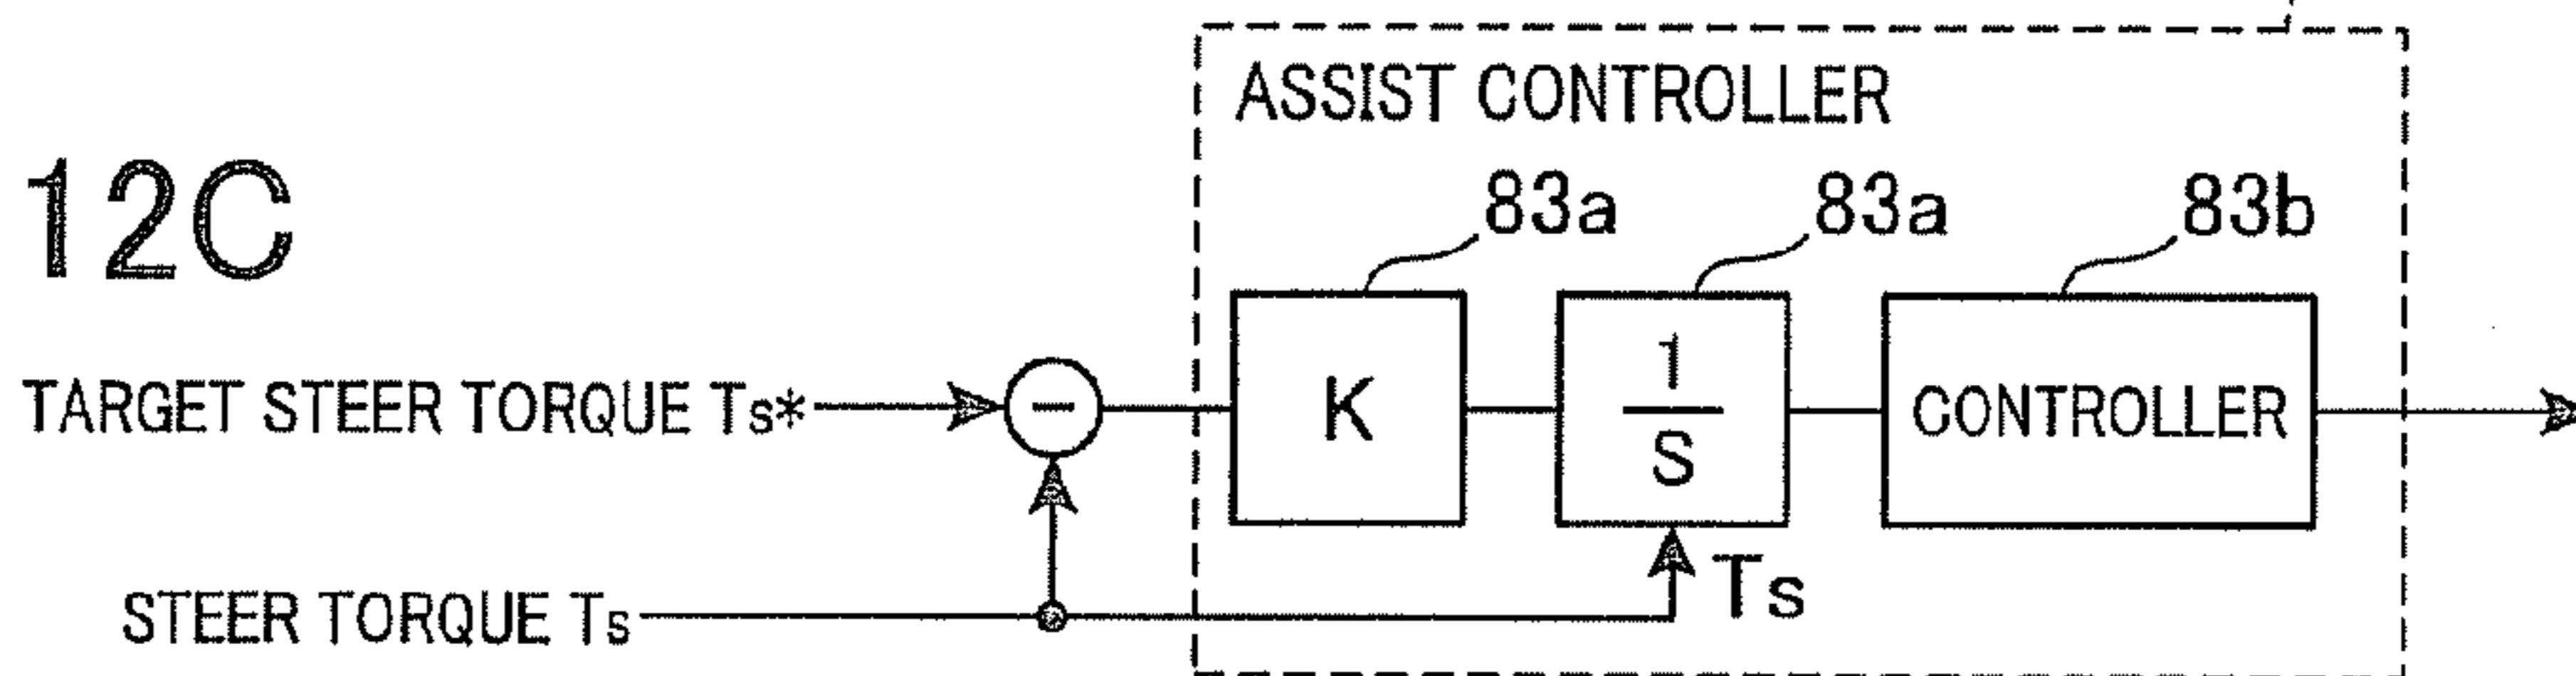 ASSIST CONTROLLER
12C
83a
83a
83b
TARGET STEER TORQUE Ts*
−
K
1
S
CONTROLLER
STEER TORQUE Ts
Ts